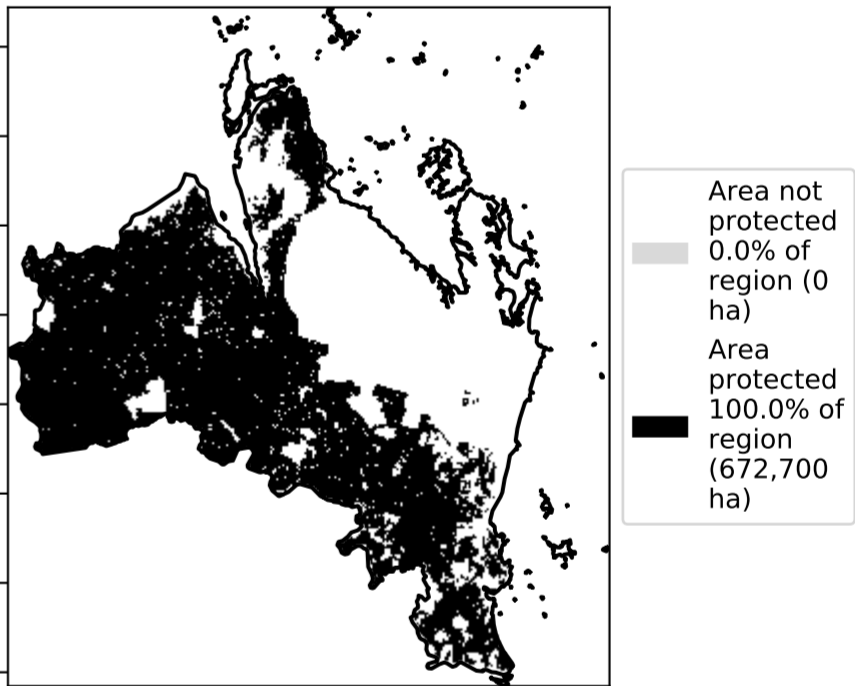 Area not
protected
0.0% of
region (0
ha)
Area
protected
100.0% of
region
(672,700
ha)